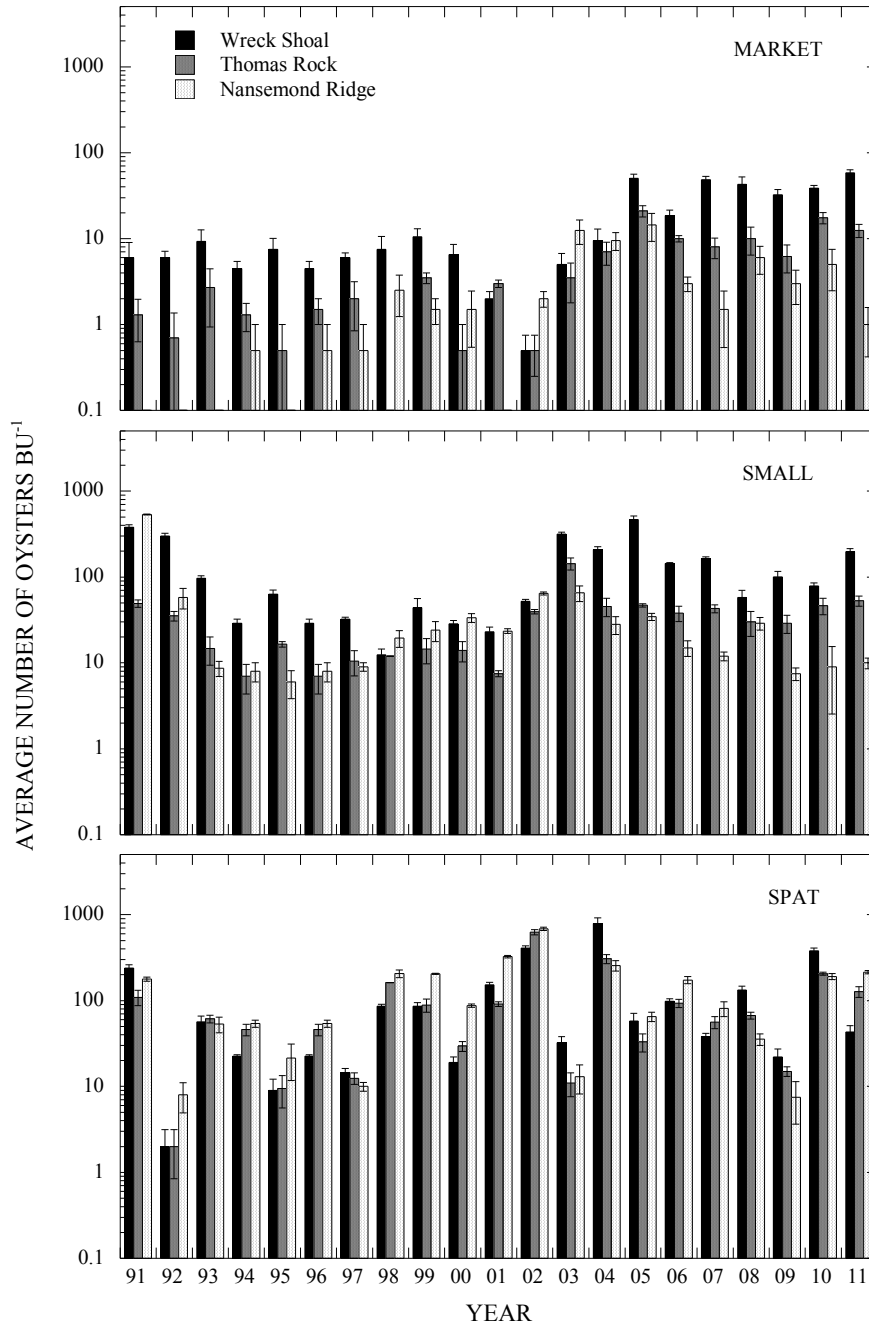 Wreck Shoal
Thomas Rock
Nansemond Ridge
MARKET
1000
100
10
1
0.1
SMALL
1000
100
10
1
0.1
SPAT
1000
100
10
1
0.1
AVERAGE NUMBER OF OYSTERS BU-1
91 92 93 94 95 96 97 98 99 00 01 02 03 04 05 06 07 08 09 10 11
YEAR